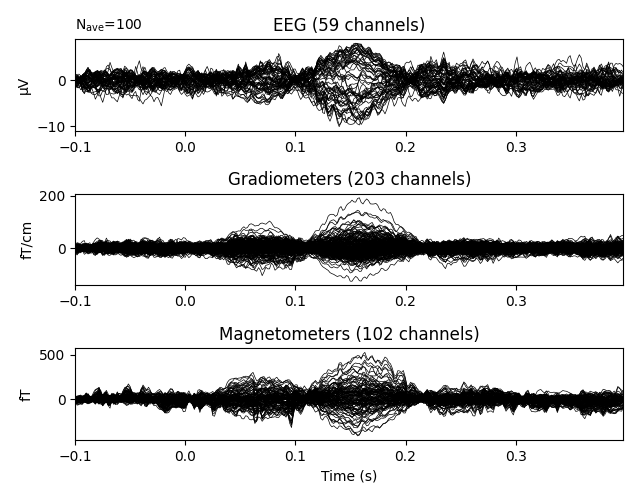 N_ave=100
EEG (59 channels)
µV
0
−10
−0.1 0.0 0.1 0.2 0.3
Gradiometers (203 channels)
fT/cm
200
0
−0.1 0.0 0.1 0.2 0.3
Magnetometers (102 channels)
fT
500
0
−0.1 0.0 0.1 0.2 0.3
Time (s)